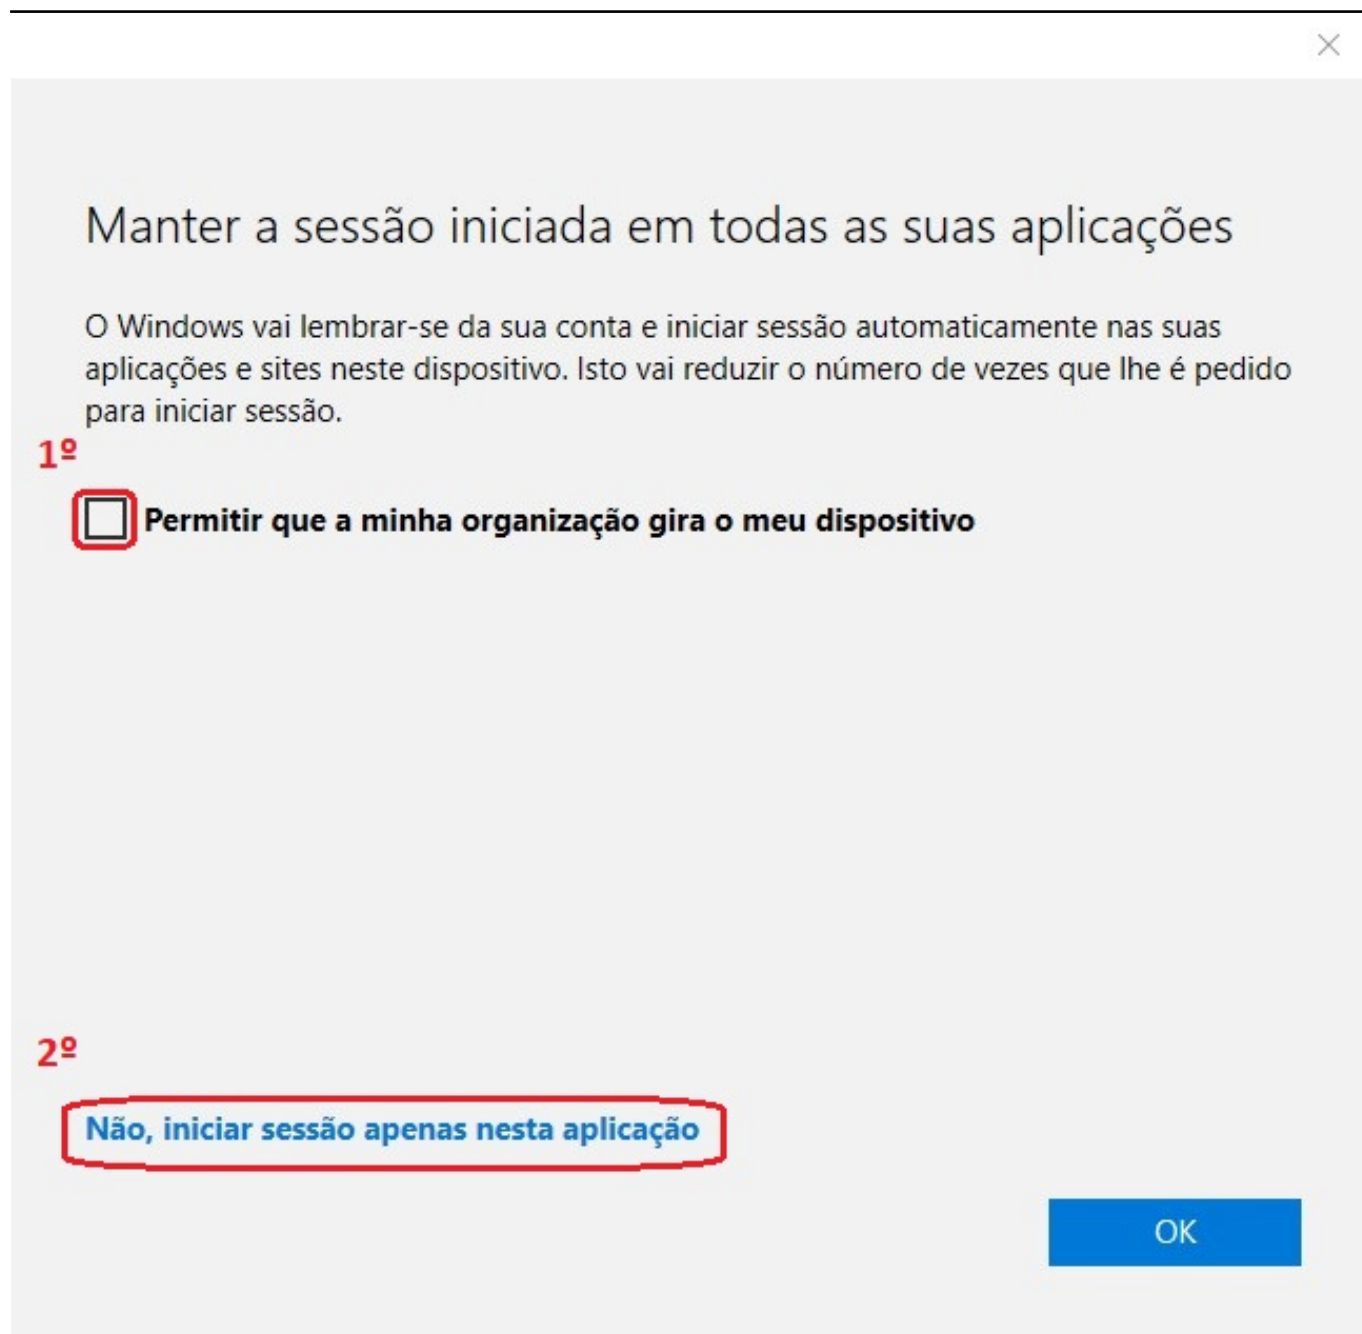 Manter a sessão iniciada em todas as suas aplicações
O Windows vai lembrar-se da sua conta e iniciar sessão automaticamente nas suas
aplicações e sites neste dispositivo. Isto vai reduzir o número de vezes que lhe é pedido
para iniciar sessão.
1º
Permitir que a minha organização gira o meu dispositivo
2º
Não, iniciar sessão apenas nesta aplicação
OK